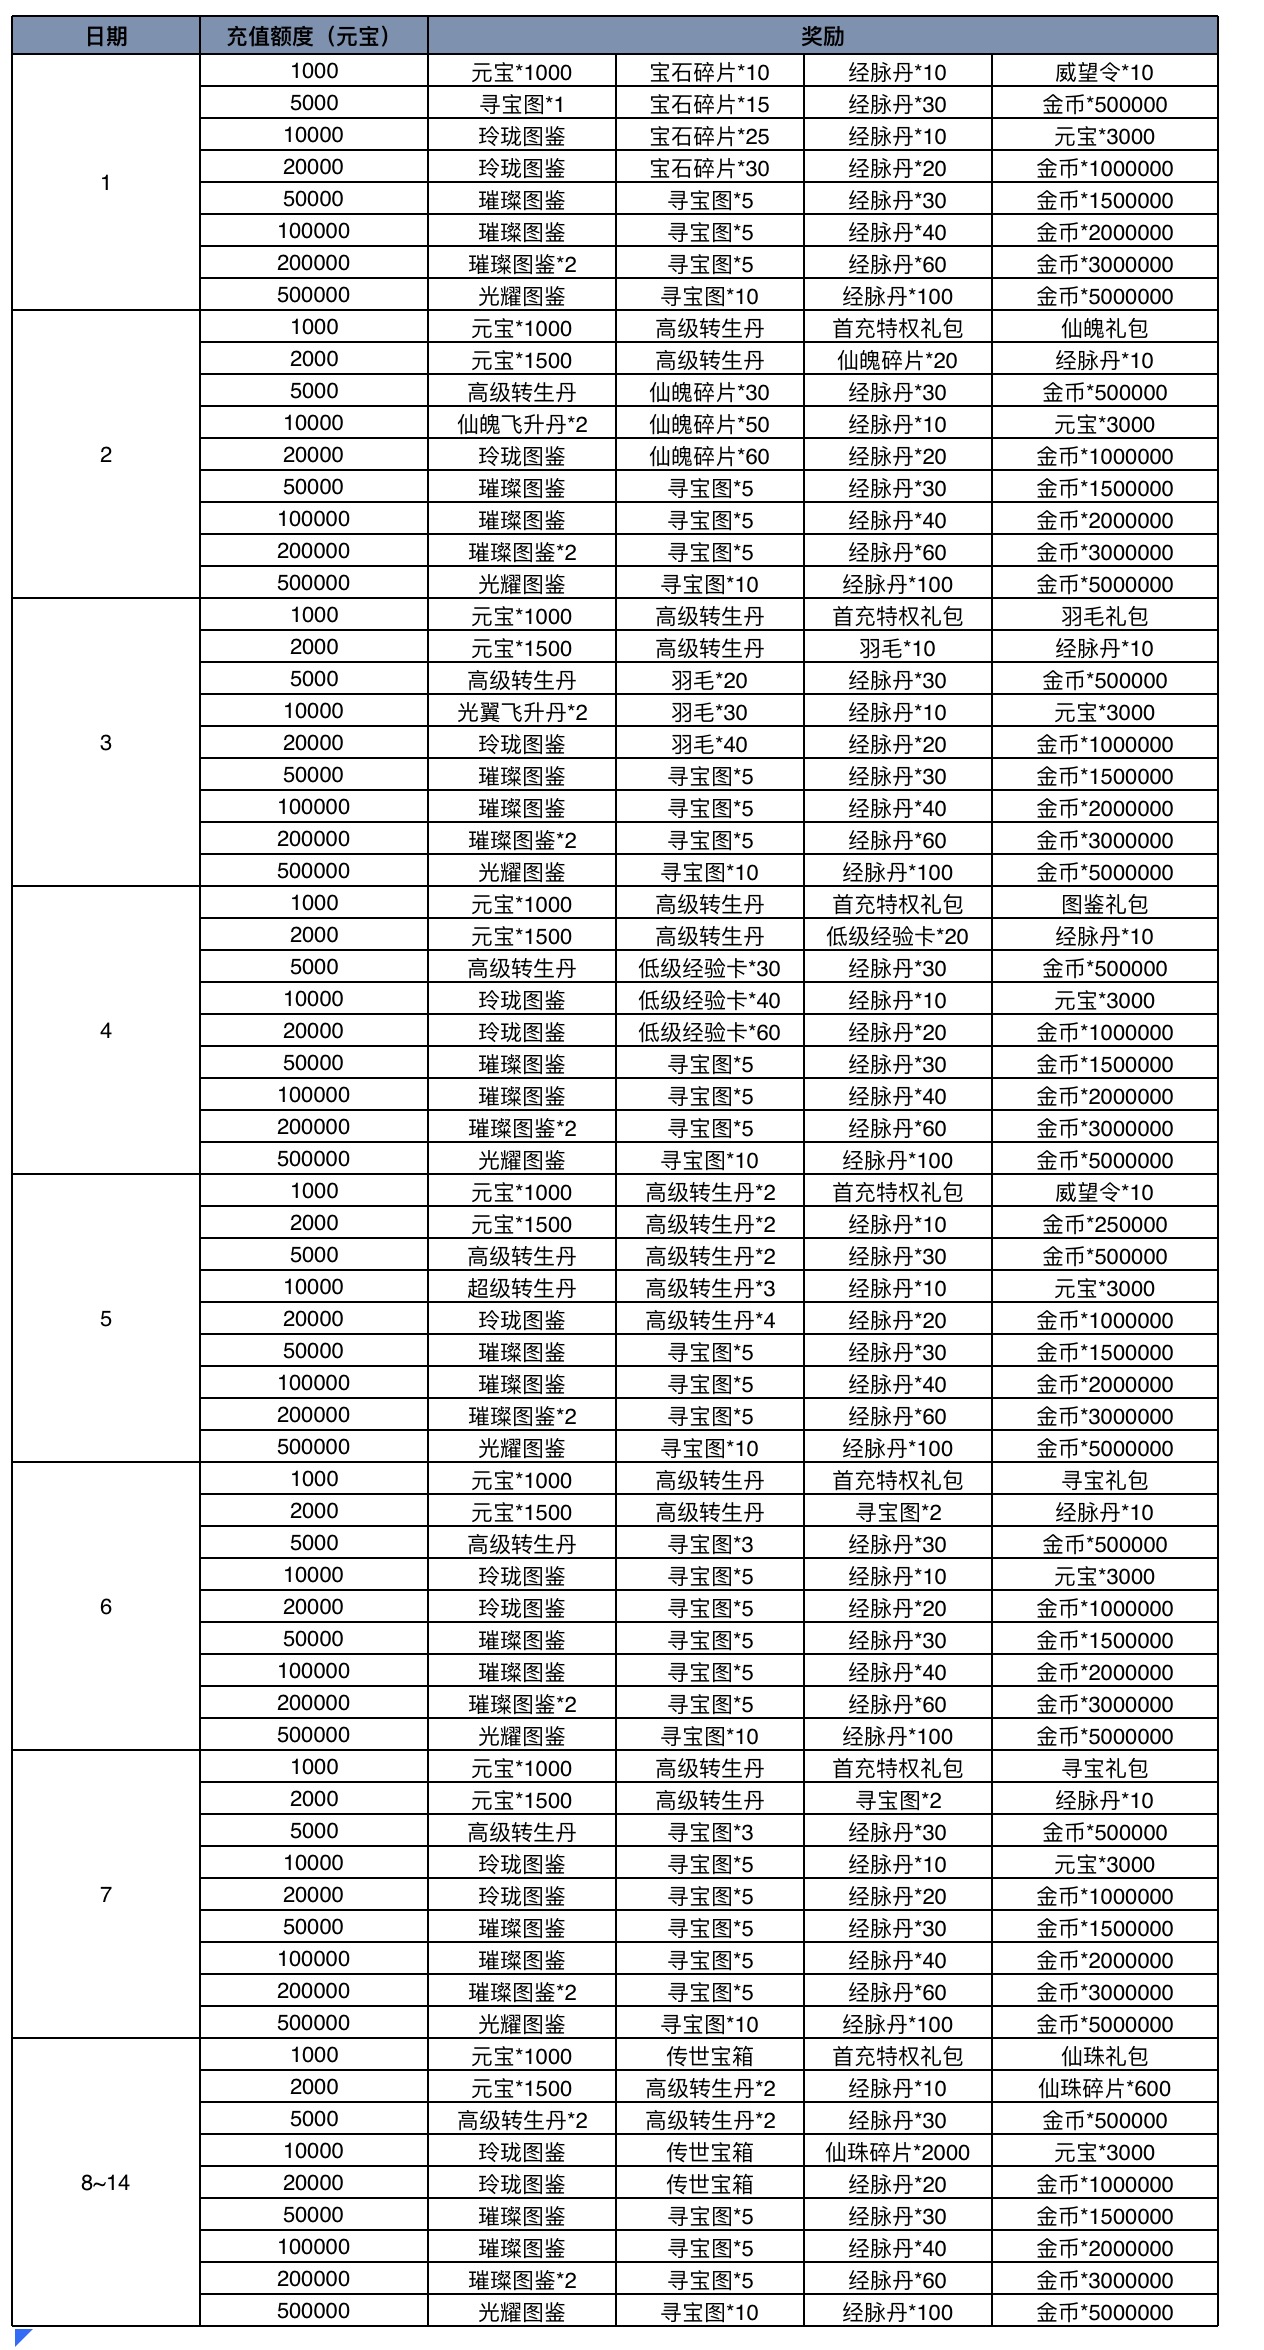 日期 充值额度（元宝） 奖励
1
1000 元宝*1000 宝石碎片*10 经脉丹*10 威望令*10
5000 寻宝图*1 宝石碎片*15 经脉丹*30 金币*500000
10000 玲珑图鉴 宝石碎片*25 经脉丹*10 元宝*3000
20000 玲珑图鉴 宝石碎片*30 经脉丹*20 金币*1000000
50000 璀璨图鉴 寻宝图*5 经脉丹*30 金币*1500000
100000 璀璨图鉴 寻宝图*5 经脉丹*40 金币*2000000
200000 璀璨图鉴*2 寻宝图*5 经脉丹*60 金币*3000000
500000 光耀图鉴 寻宝图*10 经脉丹*100 金币*5000000
2
1000 元宝*1000 高级转生丹 首充特权礼包 仙魄礼包
2000 元宝*1500 高级转生丹 仙魄碎片*20 经脉丹*10
5000 高级转生丹 仙魄碎片*30 经脉丹*30 金币*500000
10000 仙魄飞升丹*2 仙魄碎片*50 经脉丹*10 元宝*3000
20000 玲珑图鉴 仙魄碎片*60 经脉丹*20 金币*1000000
50000 璀璨图鉴 寻宝图*5 经脉丹*30 金币*1500000
100000 璀璨图鉴 寻宝图*5 经脉丹*40 金币*2000000
200000 璀璨图鉴*2 寻宝图*5 经脉丹*60 金币*3000000
500000 光耀图鉴 寻宝图*10 经脉丹*100 金币*5000000
3
1000 元宝*1000 高级转生丹 首充特权礼包 羽毛礼包
2000 元宝*1500 高级转生丹 羽毛*10 经脉丹*10
5000 高级转生丹 羽毛*20 经脉丹*30 金币*500000
10000 光翼飞升丹*2 羽毛*30 经脉丹*10 元宝*3000
20000 玲珑图鉴 羽毛*40 经脉丹*20 金币*1000000
50000 璀璨图鉴 寻宝图*5 经脉丹*30 金币*1500000
100000 璀璨图鉴 寻宝图*5 经脉丹*40 金币*2000000
200000 璀璨图鉴*2 寻宝图*5 经脉丹*60 金币*3000000
500000 光耀图鉴 寻宝图*10 经脉丹*100 金币*5000000
4
1000 元宝*1000 高级转生丹 首充特权礼包 图鉴礼包
2000 元宝*1500 高级转生丹 低级经验卡*20 经脉丹*10
5000 高级转生丹 低级经验卡*30 经脉丹*30 金币*500000
10000 玲珑图鉴 低级经验卡*40 经脉丹*10 元宝*3000
20000 玲珑图鉴 低级经验卡*60 经脉丹*20 金币*1000000
50000 璀璨图鉴 寻宝图*5 经脉丹*30 金币*1500000
100000 璀璨图鉴 寻宝图*5 经脉丹*40 金币*2000000
200000 璀璨图鉴*2 寻宝图*5 经脉丹*60 金币*3000000
500000 光耀图鉴 寻宝图*10 经脉丹*100 金币*5000000
5
1000 元宝*1000 高级转生丹*2 首充特权礼包 威望令*10
2000 元宝*1500 高级转生丹*2 经脉丹*10 金币*250000
5000 高级转生丹 高级转生丹*2 经脉丹*30 金币*500000
10000 超级转生丹 高级转生丹*3 经脉丹*10 元宝*3000
20000 玲珑图鉴 高级转生丹*4 经脉丹*20 金币*1000000
50000 璀璨图鉴 寻宝图*5 经脉丹*30 金币*1500000
100000 璀璨图鉴 寻宝图*5 经脉丹*40 金币*2000000
200000 璀璨图鉴*2 寻宝图*5 经脉丹*60 金币*3000000
500000 光耀图鉴 寻宝图*10 经脉丹*100 金币*5000000
6
1000 元宝*1000 高级转生丹 首充特权礼包 寻宝礼包
2000 元宝*1500 高级转生丹 寻宝图*2 经脉丹*10
5000 高级转生丹 寻宝图*3 经脉丹*30 金币*500000
10000 玲珑图鉴 寻宝图*5 经脉丹*10 元宝*3000
20000 玲珑图鉴 寻宝图*5 经脉丹*20 金币*1000000
50000 璀璨图鉴 寻宝图*5 经脉丹*30 金币*1500000
100000 璀璨图鉴 寻宝图*5 经脉丹*40 金币*2000000
200000 璀璨图鉴*2 寻宝图*5 经脉丹*60 金币*3000000
500000 光耀图鉴 寻宝图*10 经脉丹*100 金币*5000000
7
1000 元宝*1000 高级转生丹 首充特权礼包 寻宝礼包
2000 元宝*1500 高级转生丹 寻宝图*2 经脉丹*10
5000 高级转生丹 寻宝图*3 经脉丹*30 金币*500000
10000 玲珑图鉴 寻宝图*5 经脉丹*10 元宝*3000
20000 玲珑图鉴 寻宝图*5 经脉丹*20 金币*1000000
50000 璀璨图鉴 寻宝图*5 经脉丹*30 金币*1500000
100000 璀璨图鉴 寻宝图*5 经脉丹*40 金币*2000000
200000 璀璨图鉴*2 寻宝图*5 经脉丹*60 金币*3000000
500000 光耀图鉴 寻宝图*10 经脉丹*100 金币*5000000
8~14
1000 元宝*1000 传世宝箱 首充特权礼包 仙珠礼包
2000 元宝*1500 高级转生丹*2 经脉丹*10 仙珠碎片*600
5000 高级转生丹*2 高级转生丹*2 经脉丹*30 金币*500000
10000 玲珑图鉴 传世宝箱 仙珠碎片*2000 元宝*3000
20000 玲珑图鉴 传世宝箱 经脉丹*20 金币*1000000
50000 璀璨图鉴 寻宝图*5 经脉丹*30 金币*1500000
100000 璀璨图鉴 寻宝图*5 经脉丹*40 金币*2000000
200000 璀璨图鉴*2 寻宝图*5 经脉丹*60 金币*3000000
500000 光耀图鉴 寻宝图*10 经脉丹*100 金币*5000000